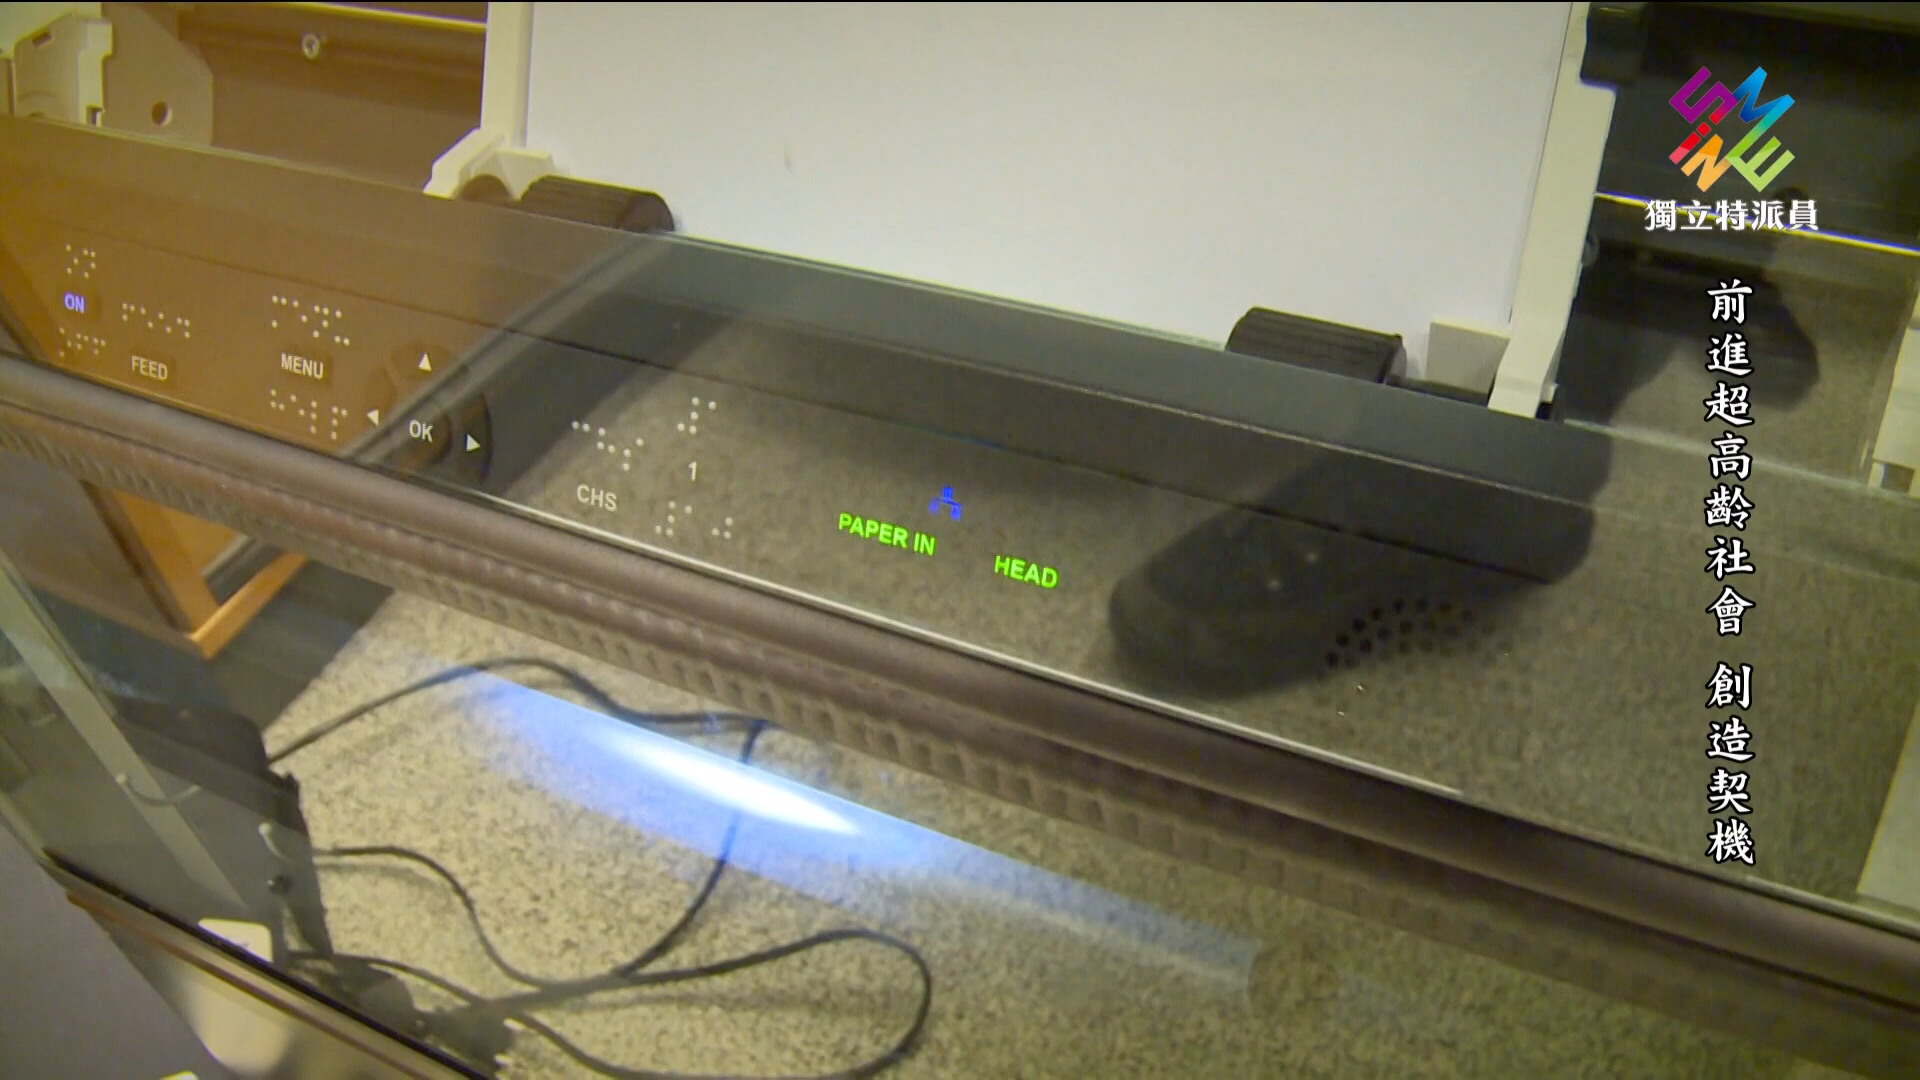 ON
FEED
MENU
OK
CHS
1
PAPER IN
HEAD
獨立特派員
前進超高齡社會 創造契機